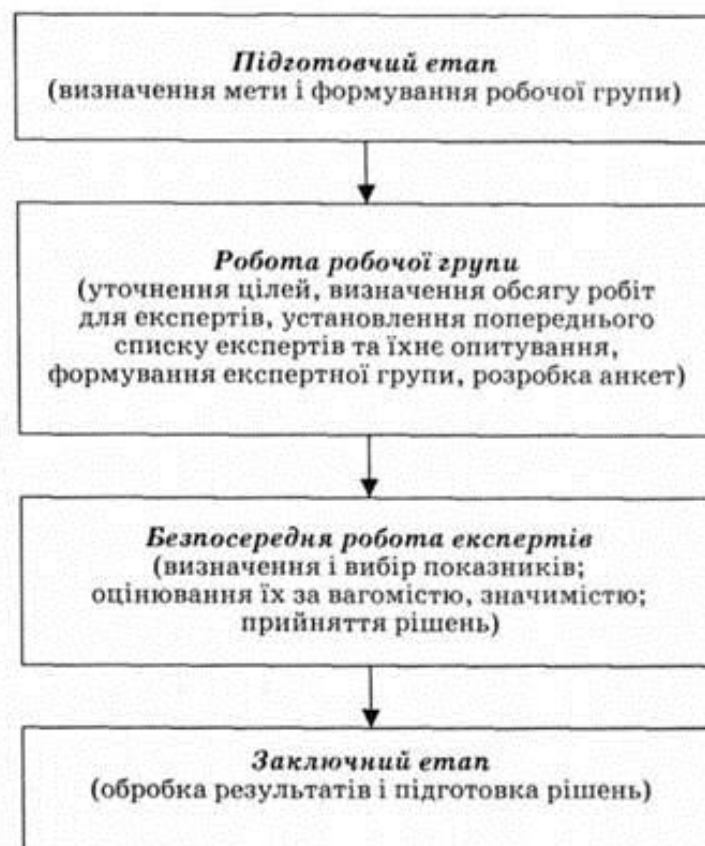 Підготовчий етап
(визначення мети і формування робочої групи)
Робота робочої групи
(уточнення цілей, визначення обсягу робіт
для експертів, установлення попереднього
списку експертів та їхнє опитування,
формування експертної групи, розробка анкет)
Безпосередня робота експертів
(визначення і вибір показників;
оцінювання їх за вагомістю, значимістю;
прийняття рішень)
Заключний етап
(обробка результатів і підготовка рішень)